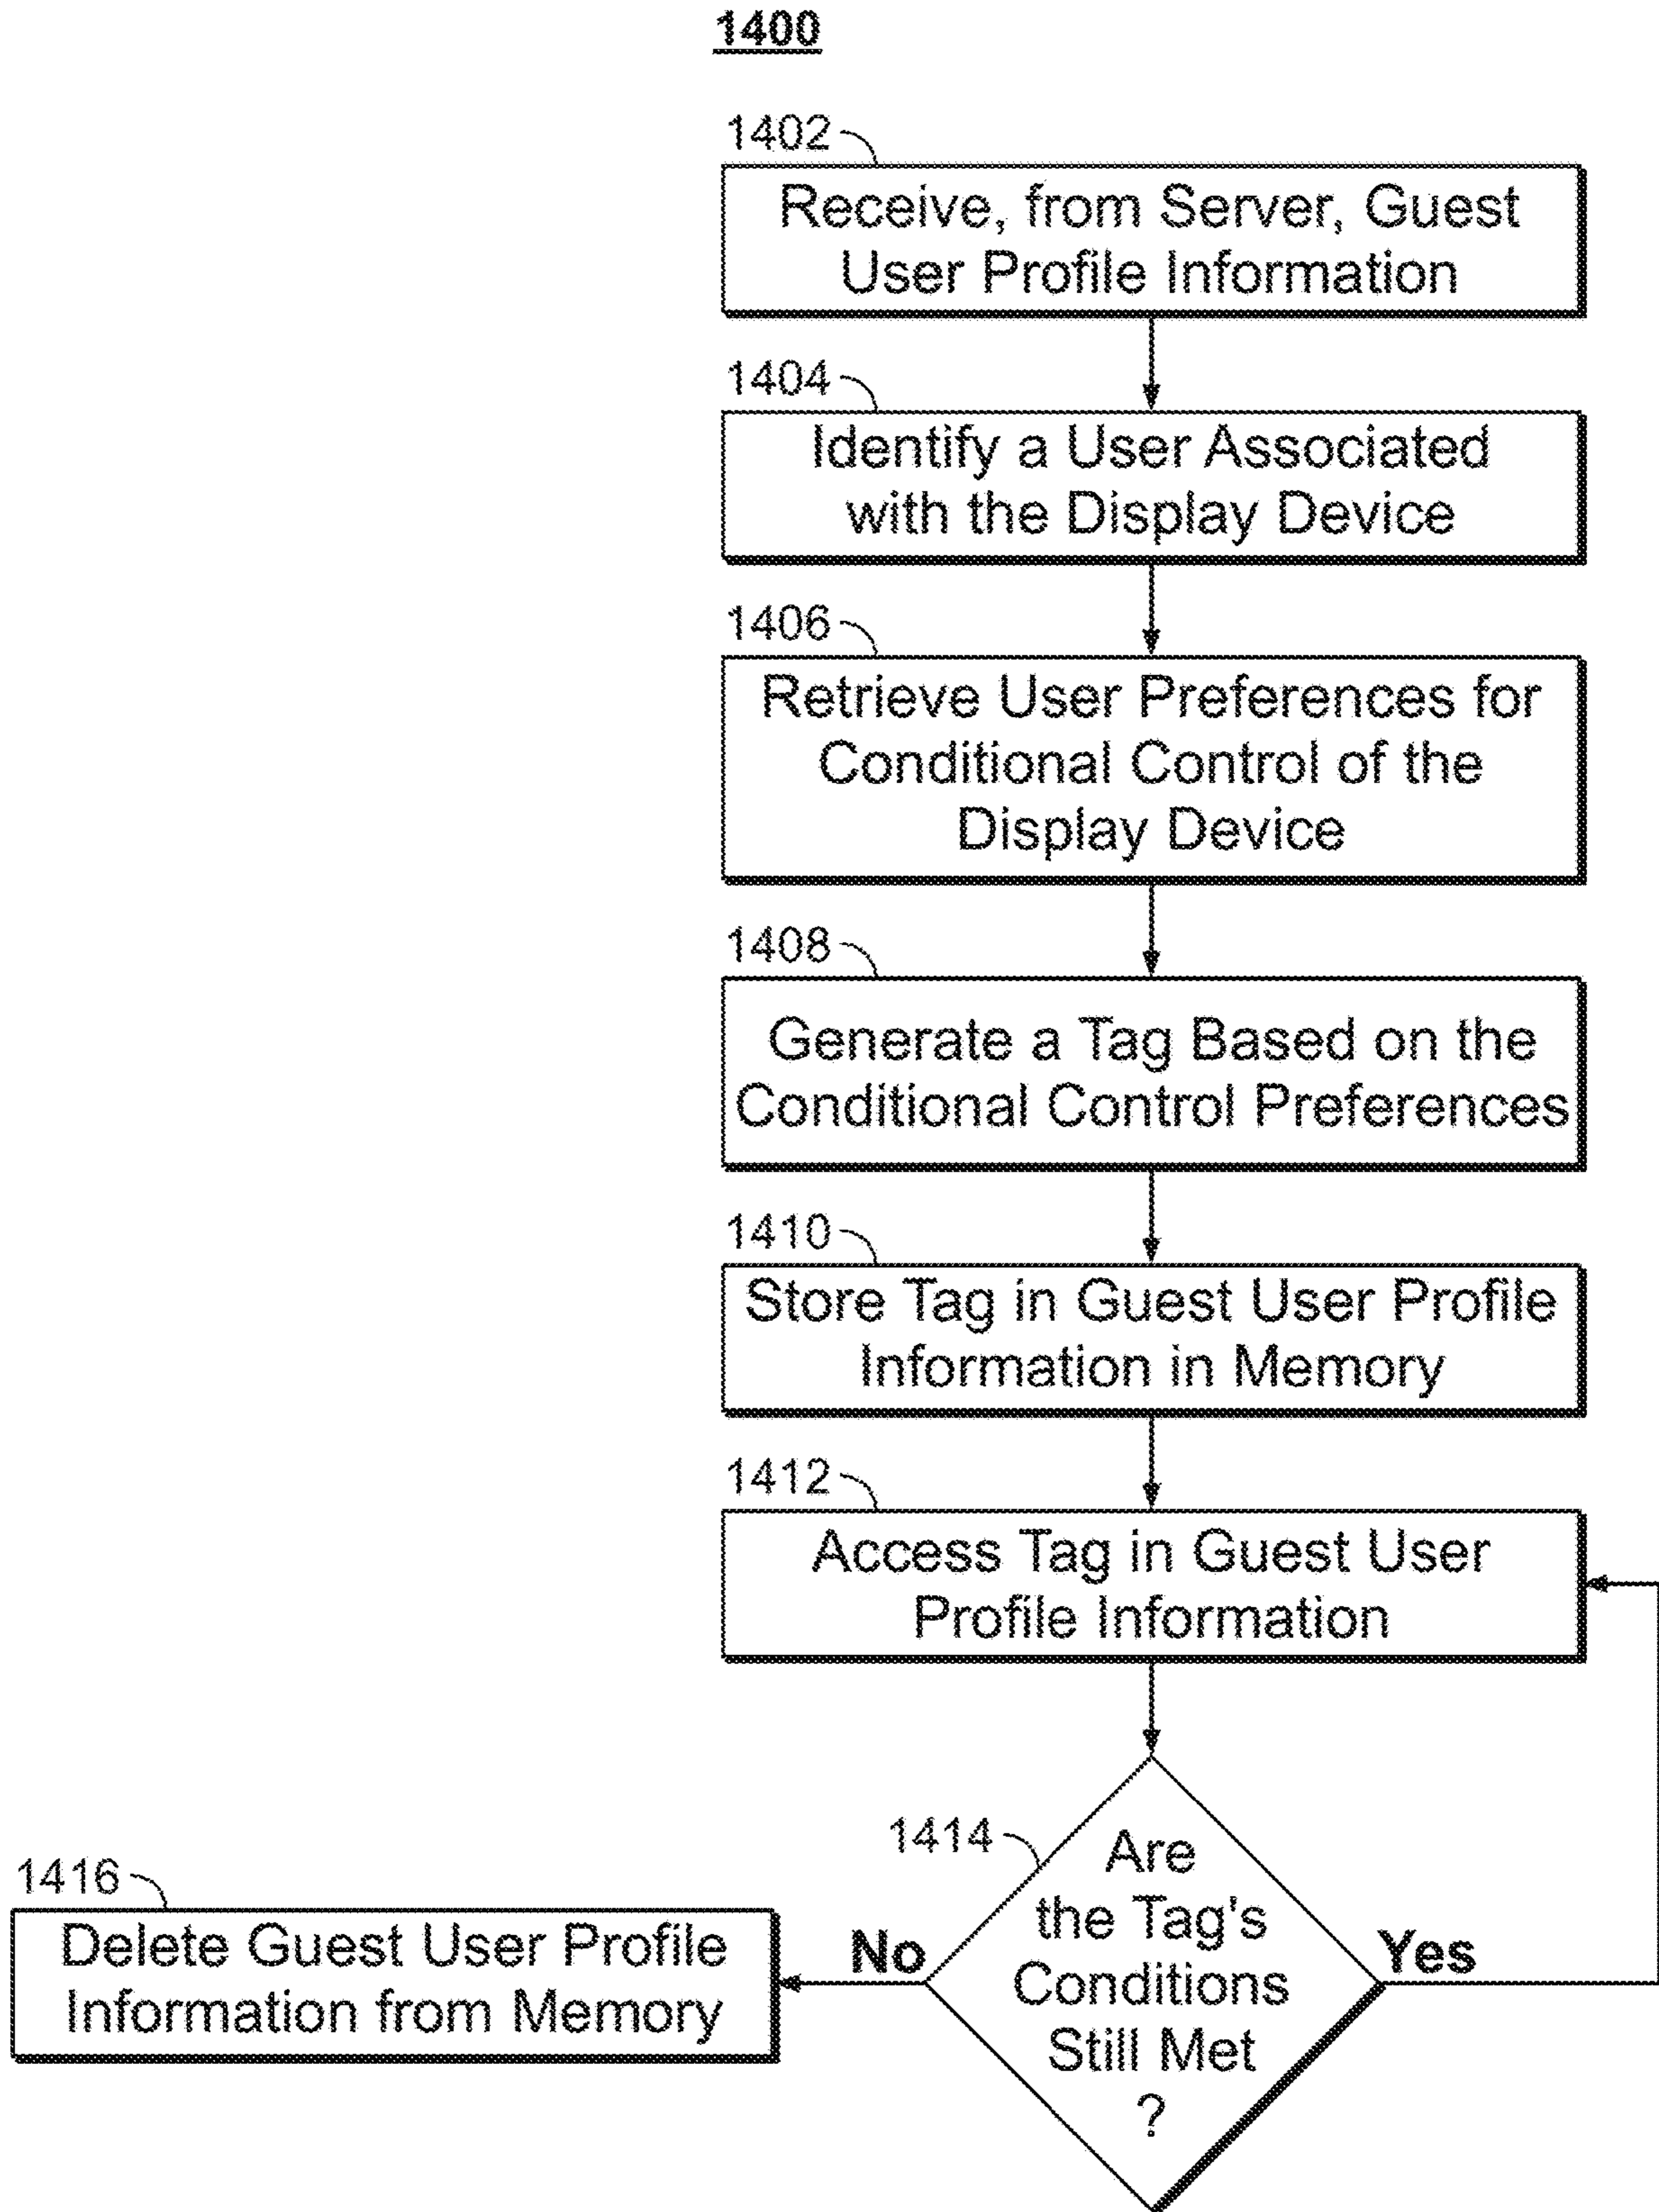 1400
1402
Receive, from Server, Guest
User Profile Information
1404
Identify a User Associated
with the Display Device
1406
Retrieve User Preferences for
Conditional Control of the
Display Device
1408
Generate a Tag Based on the
Conditional Control Preferences
1410
Store Tag in Guest User Profile
Information in Memory
1412
Access Tag in Guest User
Profile Information
1414
Are
the Tag's
Conditions
Still Met
?
No
Yes
1416
Delete Guest User Profile
Information from Memory